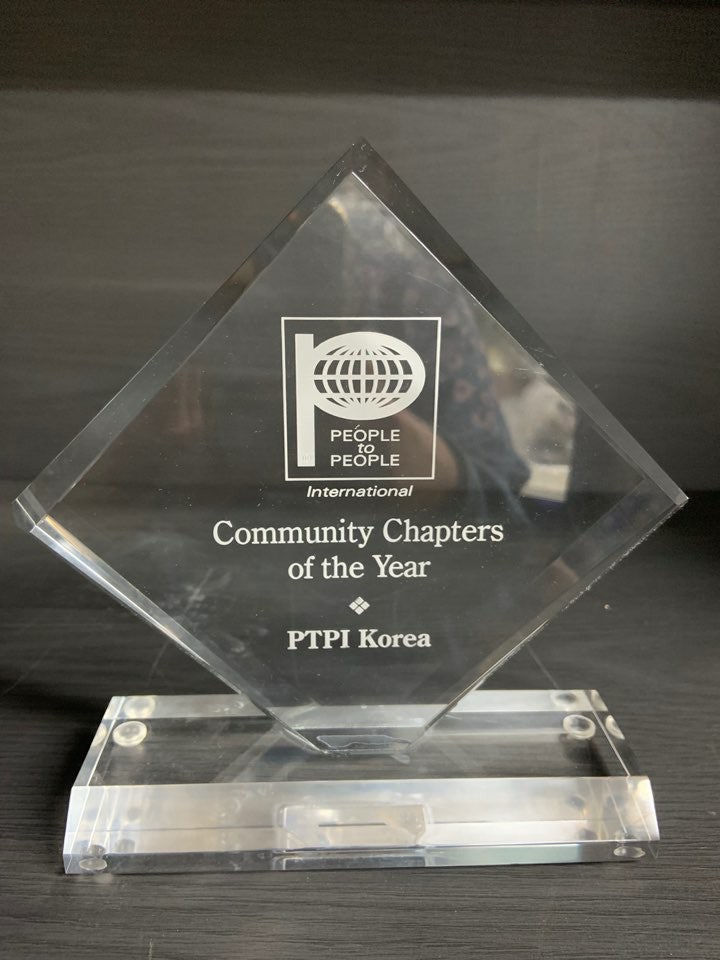 PEOPLE
to
PEOPLE
International
Community Chapters
of the Year
PTPI Korea